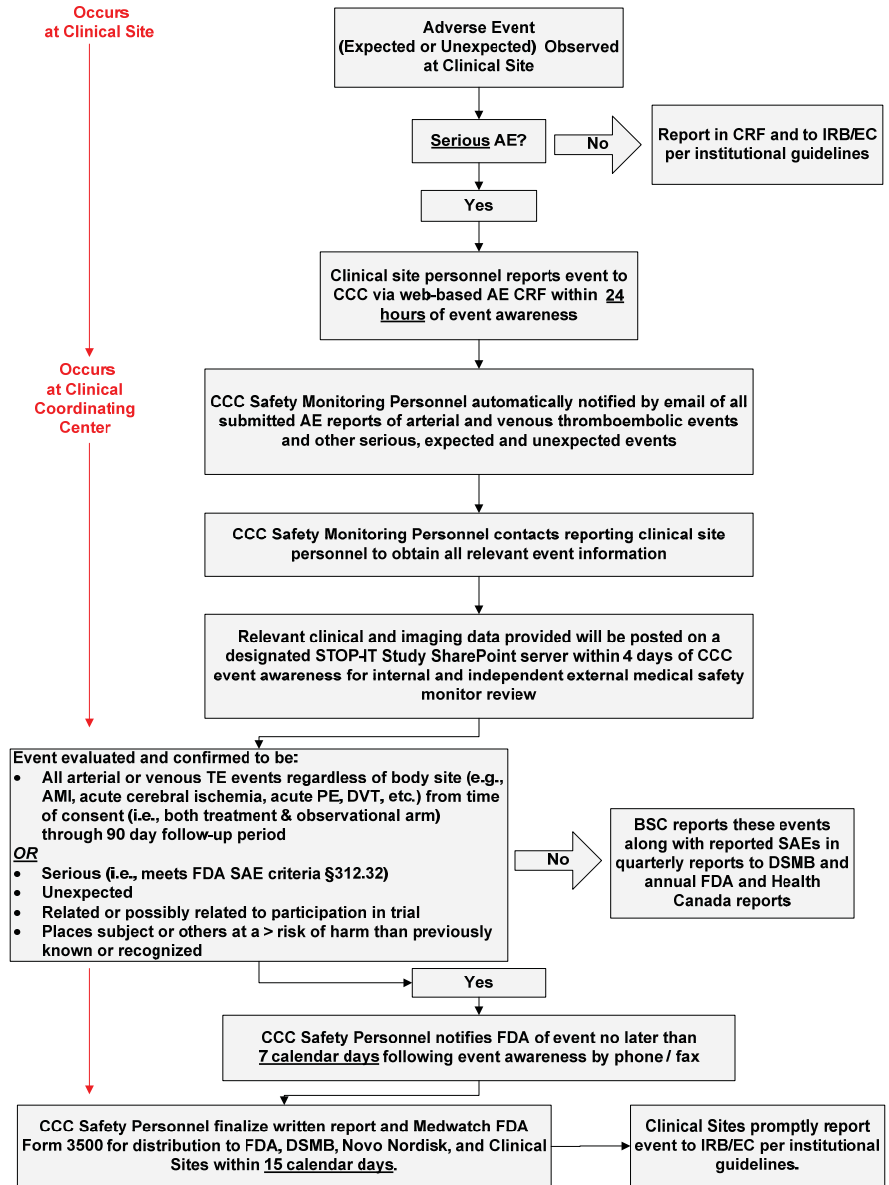 Occurs
at Clinical Site
Adverse Event
(Expected or Unexpected) Observed
at Clinical Site
Serious AE?
No
Report in CRF and to IRB/EC
per institutional guidelines
Yes
Clinical site personnel reports event to
CCC via web-based AE CRF within 24
hours of event awareness
Occurs
at Clinical
Coordinating
Center
CCC Safety Monitoring Personnel automatically notified by email of all
submitted AE reports of arterial and venous thromboembolic events
and other serious, expected and unexpected events
CCC Safety Monitoring Personnel contacts reporting clinical site
personnel to obtain all relevant event information
Relevant clinical and imaging data provided will be posted on a
designated STOP-IT Study SharePoint server within 4 days of CCC
event awareness for internal and independent external medical safety
monitor review
Event evaluated and confirmed to be:
• All arterial or venous TE events regardless of body site (e.g.,
AMI, acute cerebral ischemia, acute PE, DVT, etc.) from time
of consent (i.e., both treatment & observational arm)
through 90 day follow-up period
OR
• Serious (i.e., meets FDA SAE criteria §312.32)
• Unexpected
• Related or possibly related to participation in trial
• Places subject or others at a > risk of harm than previously
known or recognized
No
BSC reports these events
along with reported SAEs in
quarterly reports to DSMB and
annual FDA and Health
Canada reports
Yes
CCC Safety Personnel notifies FDA of event no later than
7 calendar days following event awareness by phone / fax
CCC Safety Personnel finalize written report and Medwatch FDA
Form 3500 for distribution to FDA, DSMB, Novo Nordisk, and Clinical
Sites within 15 calendar days.
Clinical Sites promptly report
event to IRB/EC per institutional
guidelines.